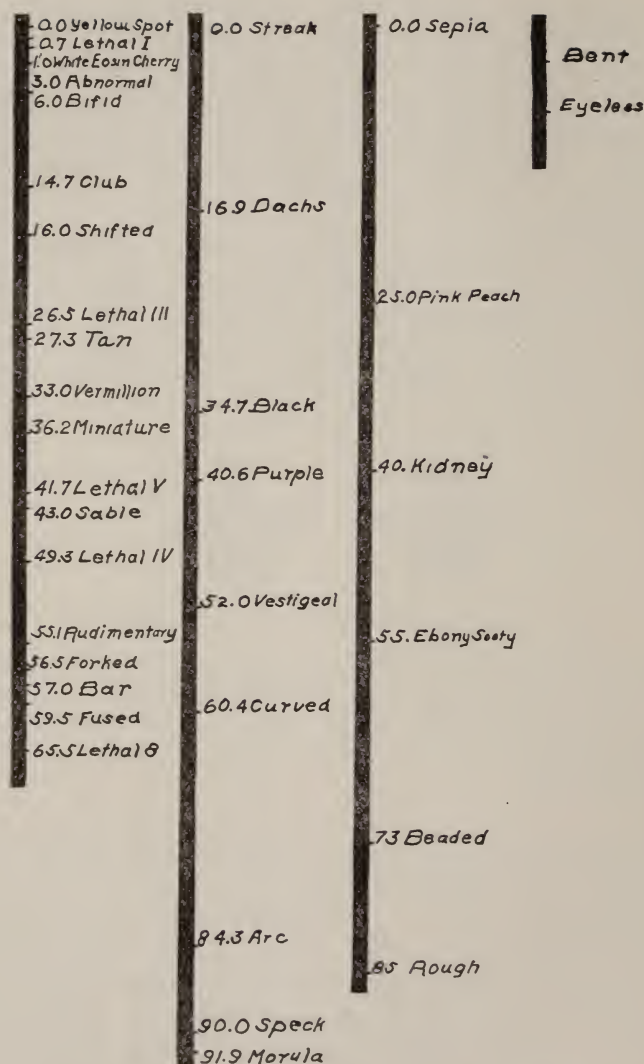 0.0 Yellow Spot
0.7 Lethal I
1.0 White Eosin Cherry
3.0 Abnormal
6.0 Bifid
14.7 Club
16.0 Shifted
26.5 Lethal III
27.3 Tan
33.0 Vermillion
36.2 Miniature
41.7 Lethal V
43.0 Sable
49.3 Lethal IV
55.1 Rudimentary
56.5 Forked
57.0 Bar
59.5 Fused
65.5 Lethal 8
0.0 Streak
16.9 Dachs
34.7 Black
40.6 Purple
52.0 Vestigeal
60.4 Curved
84.3 Arc
90.0 Speck
91.9 Morula
0.0 Sepia
25.0 Pink Peach
40. Kidney
55. Ebony Sooty
73 Beaded
85 Rough
Bent
Eyeless